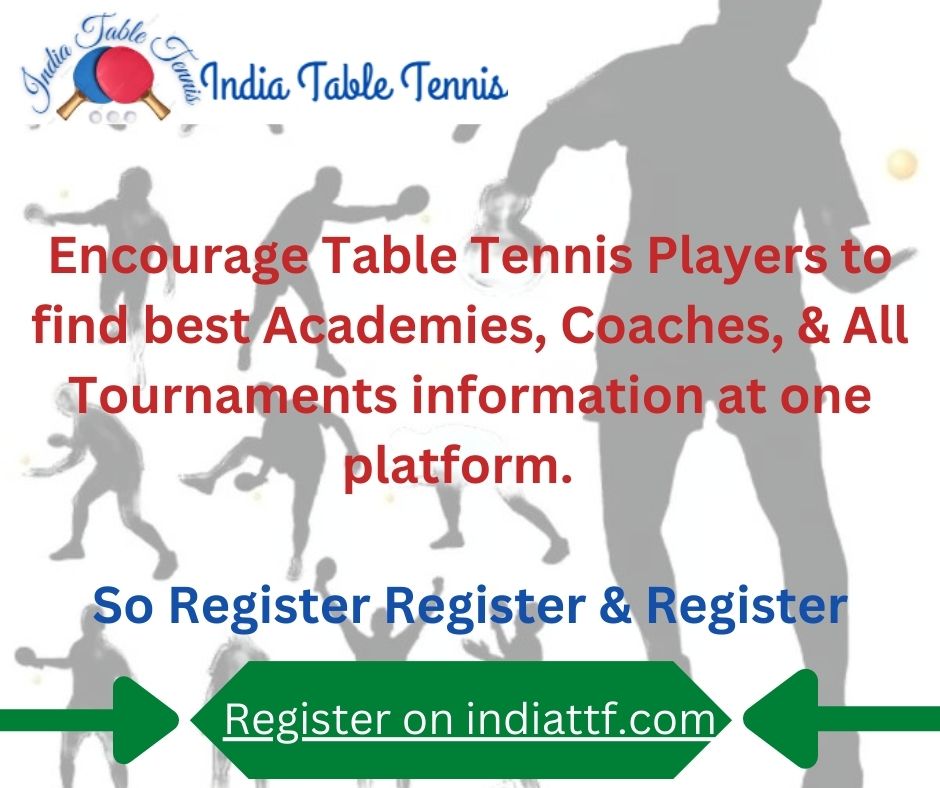 India Table Tennis
India Table Tennis
Encourage Table Tennis Players to
find best Academies, Coaches, & All
Tournaments information at one
platform.
So Register Register & Register
Register on indiattf.com